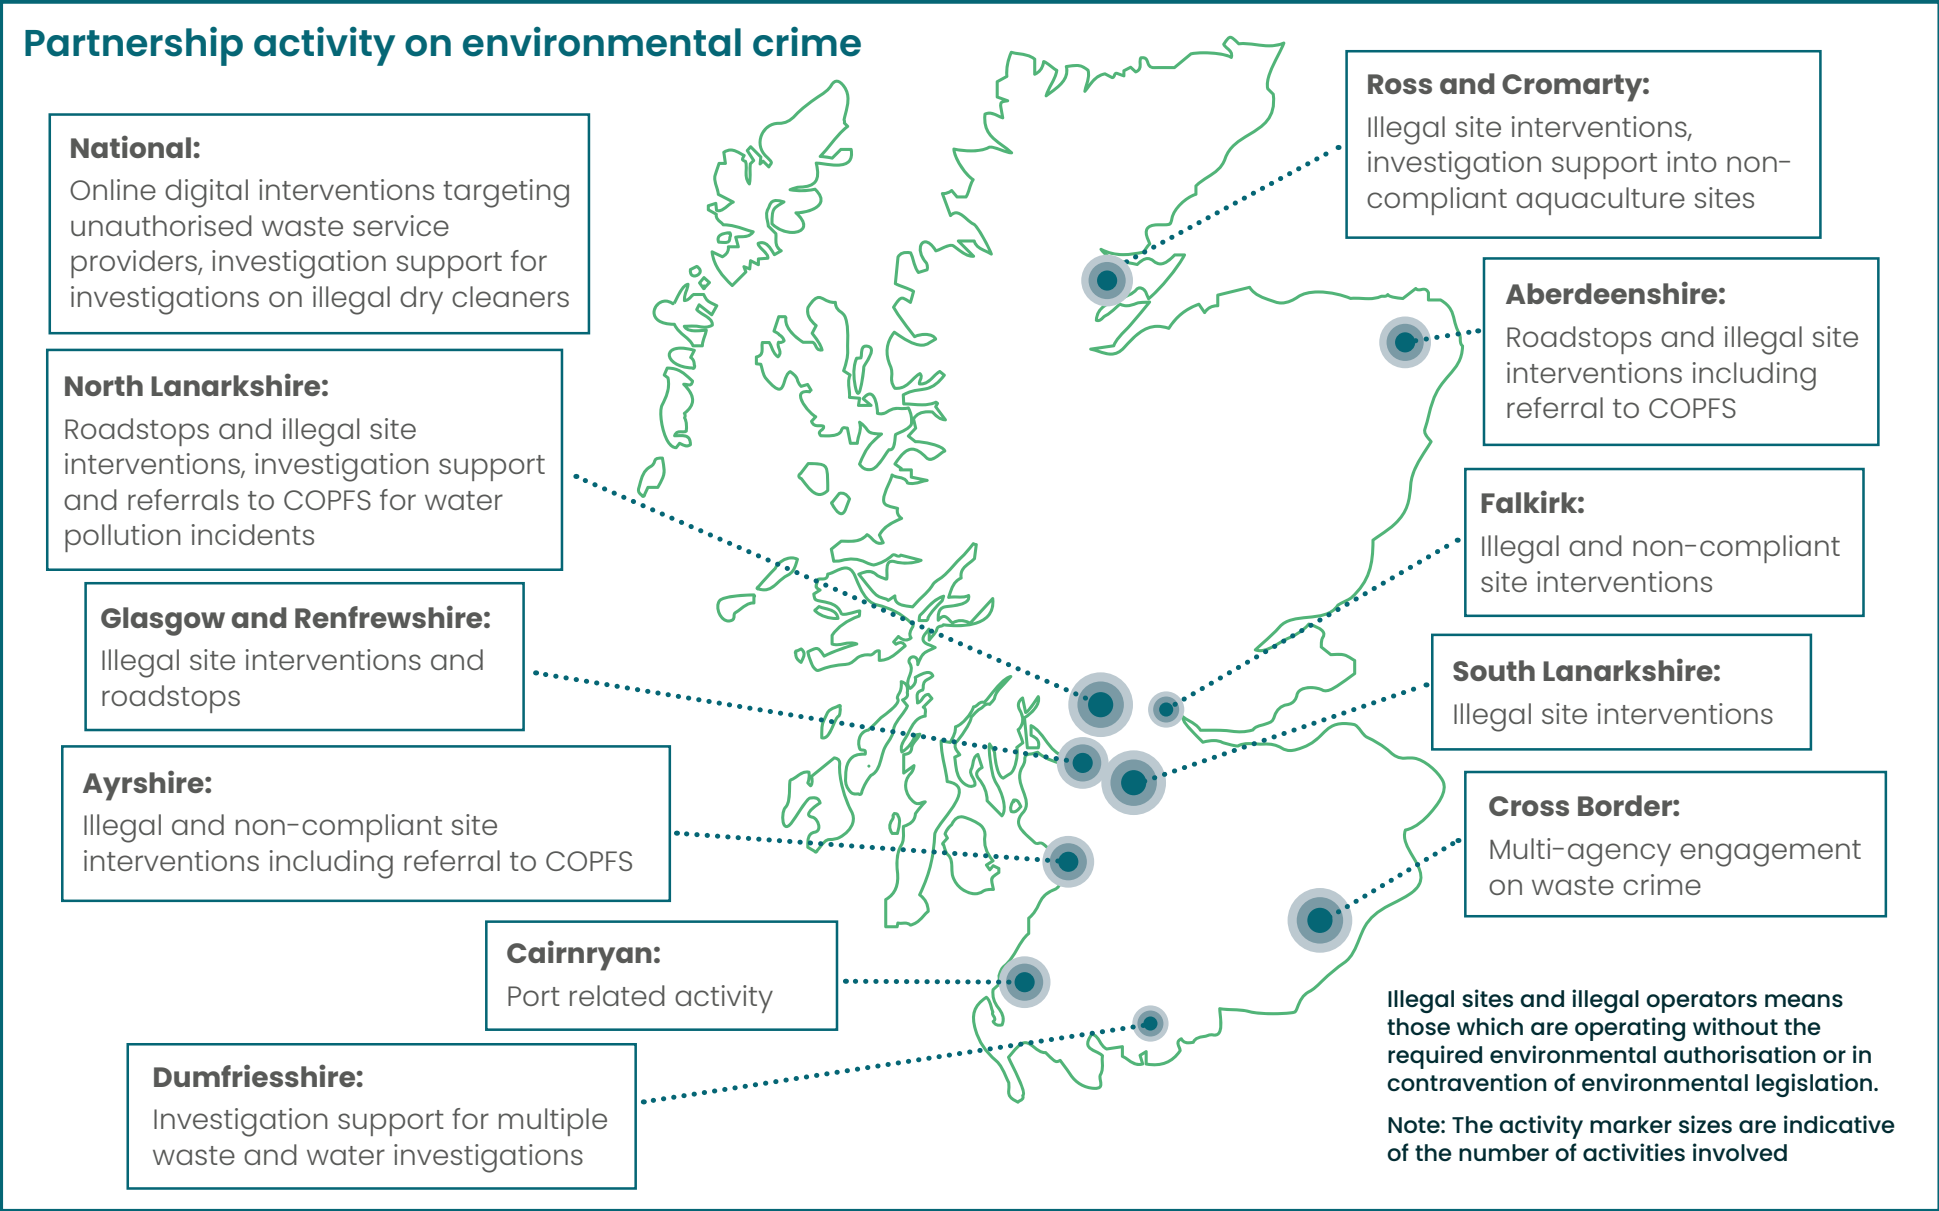 Partnership activity on environmental crime
National:
Online digital interventions targeting
unauthorised waste service
providers, investigation support for
investigations on illegal dry cleaners
North Lanarkshire:
Roadstops and illegal site
interventions, investigation support
and referrals to COPFS for water
pollution incidents
Glasgow and Renfrewshire:
Illegal site interventions and
roadstops
Ayrshire:
Illegal and non-compliant site
interventions including referral to COPFS
Cairnryan:
Port related activity
Dumfriesshire:
Investigation support for multiple
waste and water investigations
Ross and Cromarty:
Illegal site interventions,
investigation support into non-
compliant aquaculture sites
Aberdeenshire:
Roadstops and illegal site
interventions including
referral to COPFS
Falkirk:
Illegal and non-compliant
site interventions
South Lanarkshire:
Illegal site interventions
Cross Border:
Multi-agency engagement
on waste crime
Illegal sites and illegal operators means
those which are operating without the
required environmental authorisation or in
contravention of environmental legislation.
Note: The activity marker sizes are indicative
of the number of activities involved